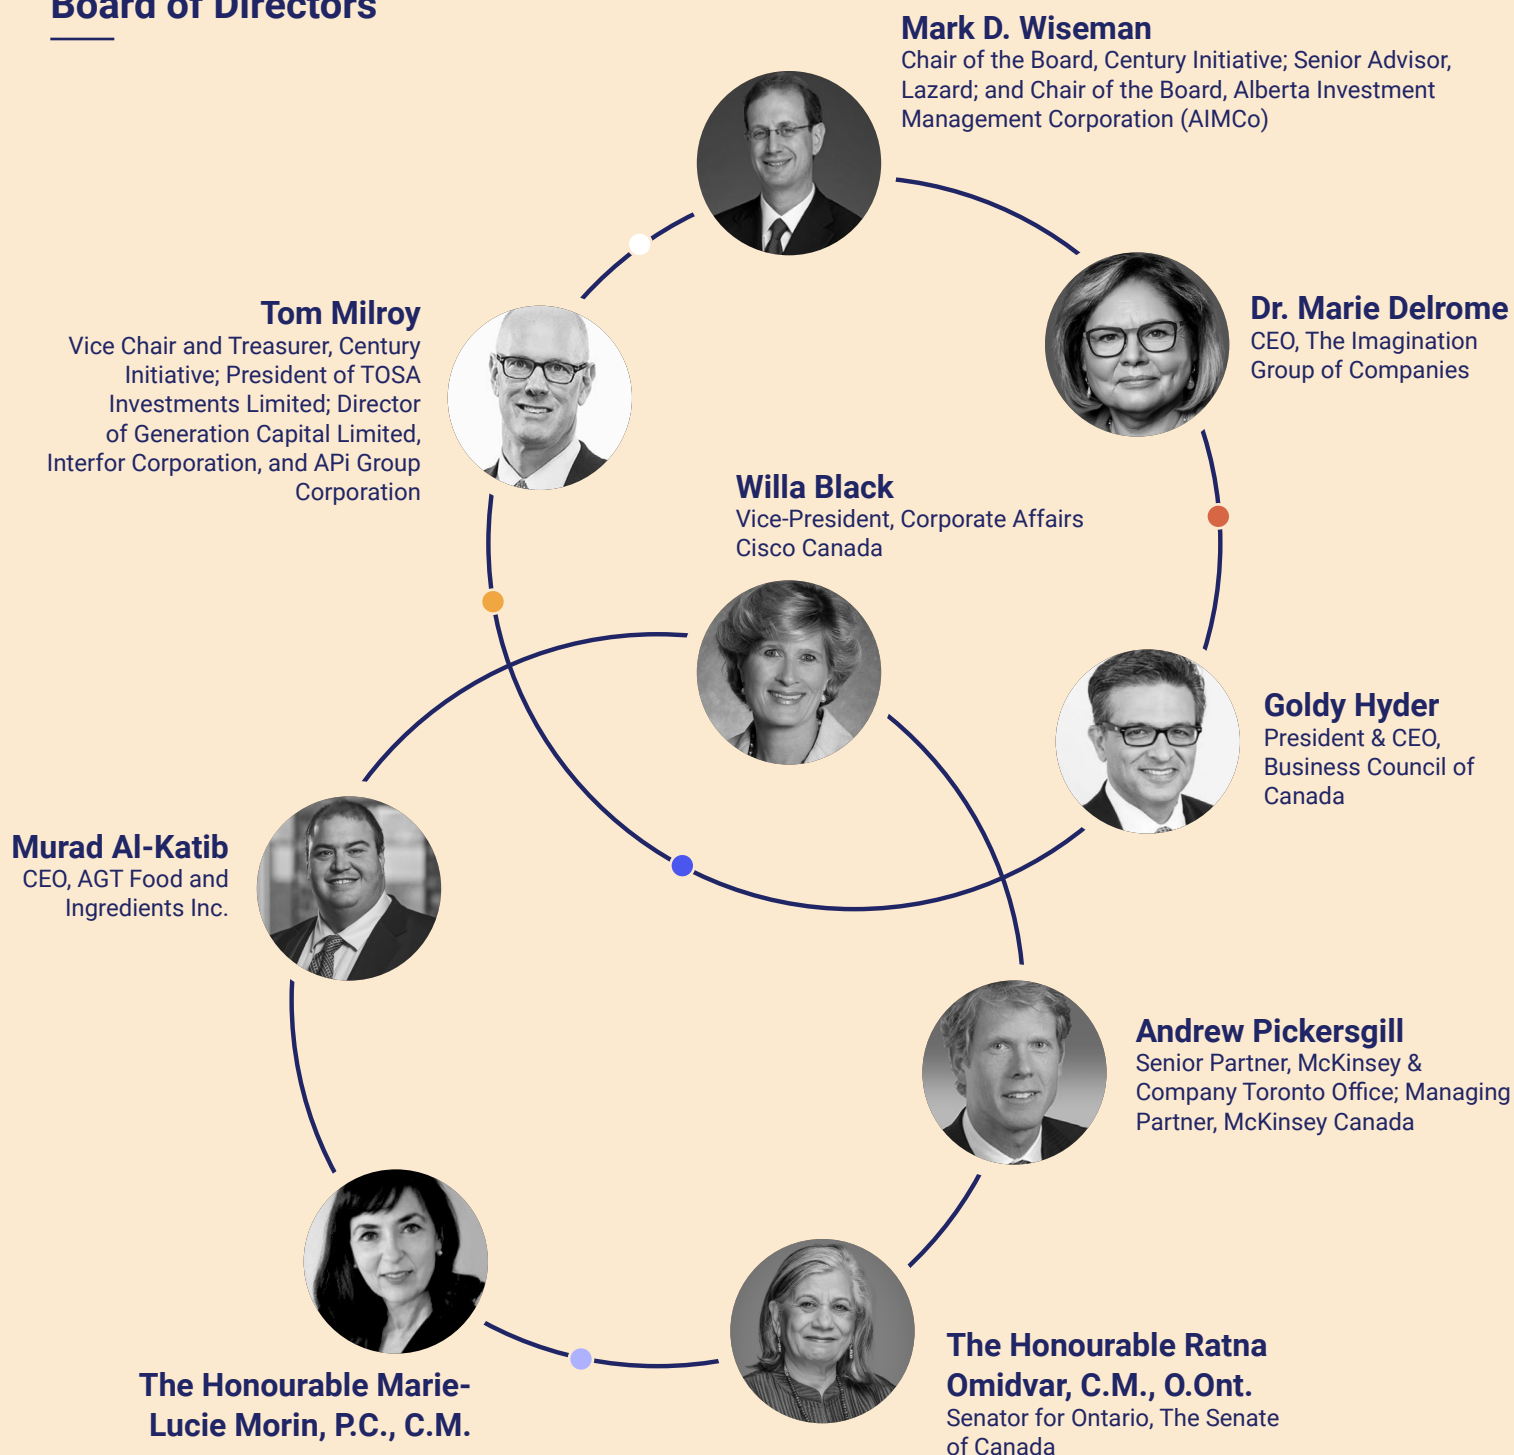 Board of Directors
Mark D. Wiseman
Chair of the Board, Century Initiative; Senior Advisor,
Lazard; and Chair of the Board, Alberta Investment
Management Corporation (AIMCo)
Tom Milroy
Vice Chair and Treasurer, Century
Initiative; President of TOSA
Investments Limited; Director
of Generation Capital Limited,
Interfor Corporation, and APi Group
Corporation
Dr. Marie Delrome
CEO, The Imagination
Group of Companies
Willa Black
Vice-President, Corporate Affairs
Cisco Canada
Goldy Hyder
President & CEO,
Business Council of
Canada
Murad Al-Katib
CEO, AGT Food and
Ingredients Inc.
Andrew Pickersgill
Senior Partner, McKinsey &
Company Toronto Office; Managing
Partner, McKinsey Canada
The Honourable Marie-
Lucie Morin, P.C., C.M.
The Honourable Ratna
Omidvar, C.M., O.Ont.
Senator for Ontario, The Senate
of Canada